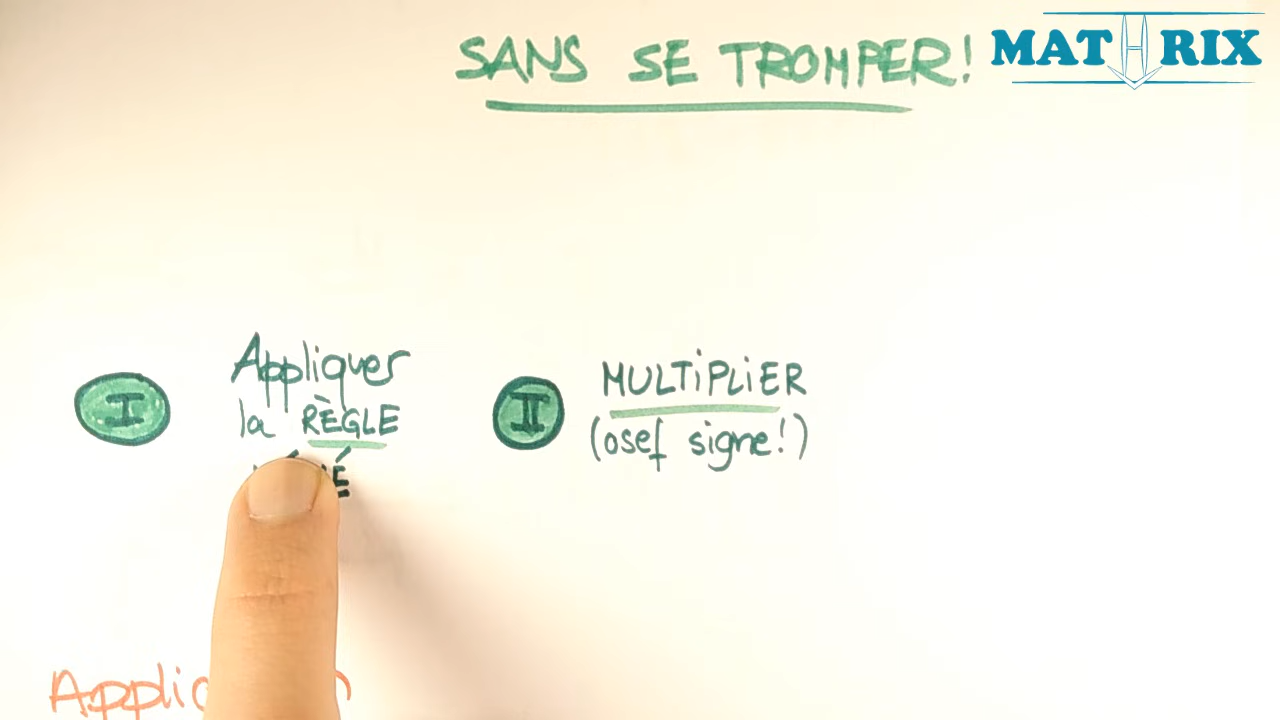 SANS SE TROMPER!
MATHRIX
I
Appliquer
la RÈGLE
II
MULTiPLiER
(osef signe!)